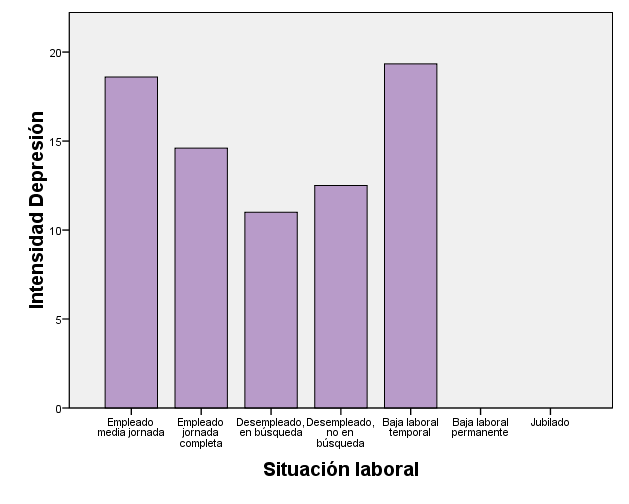 Intensidad Depresión
20
15
10
5
0
Empleado
media jornada
Empleado
jornada
completa
Desempleado,
en búsqueda
Desempleado,
no en
búsqueda
Baja laboral
temporal
Baja laboral
permanente
Jubilado
Situación laboral